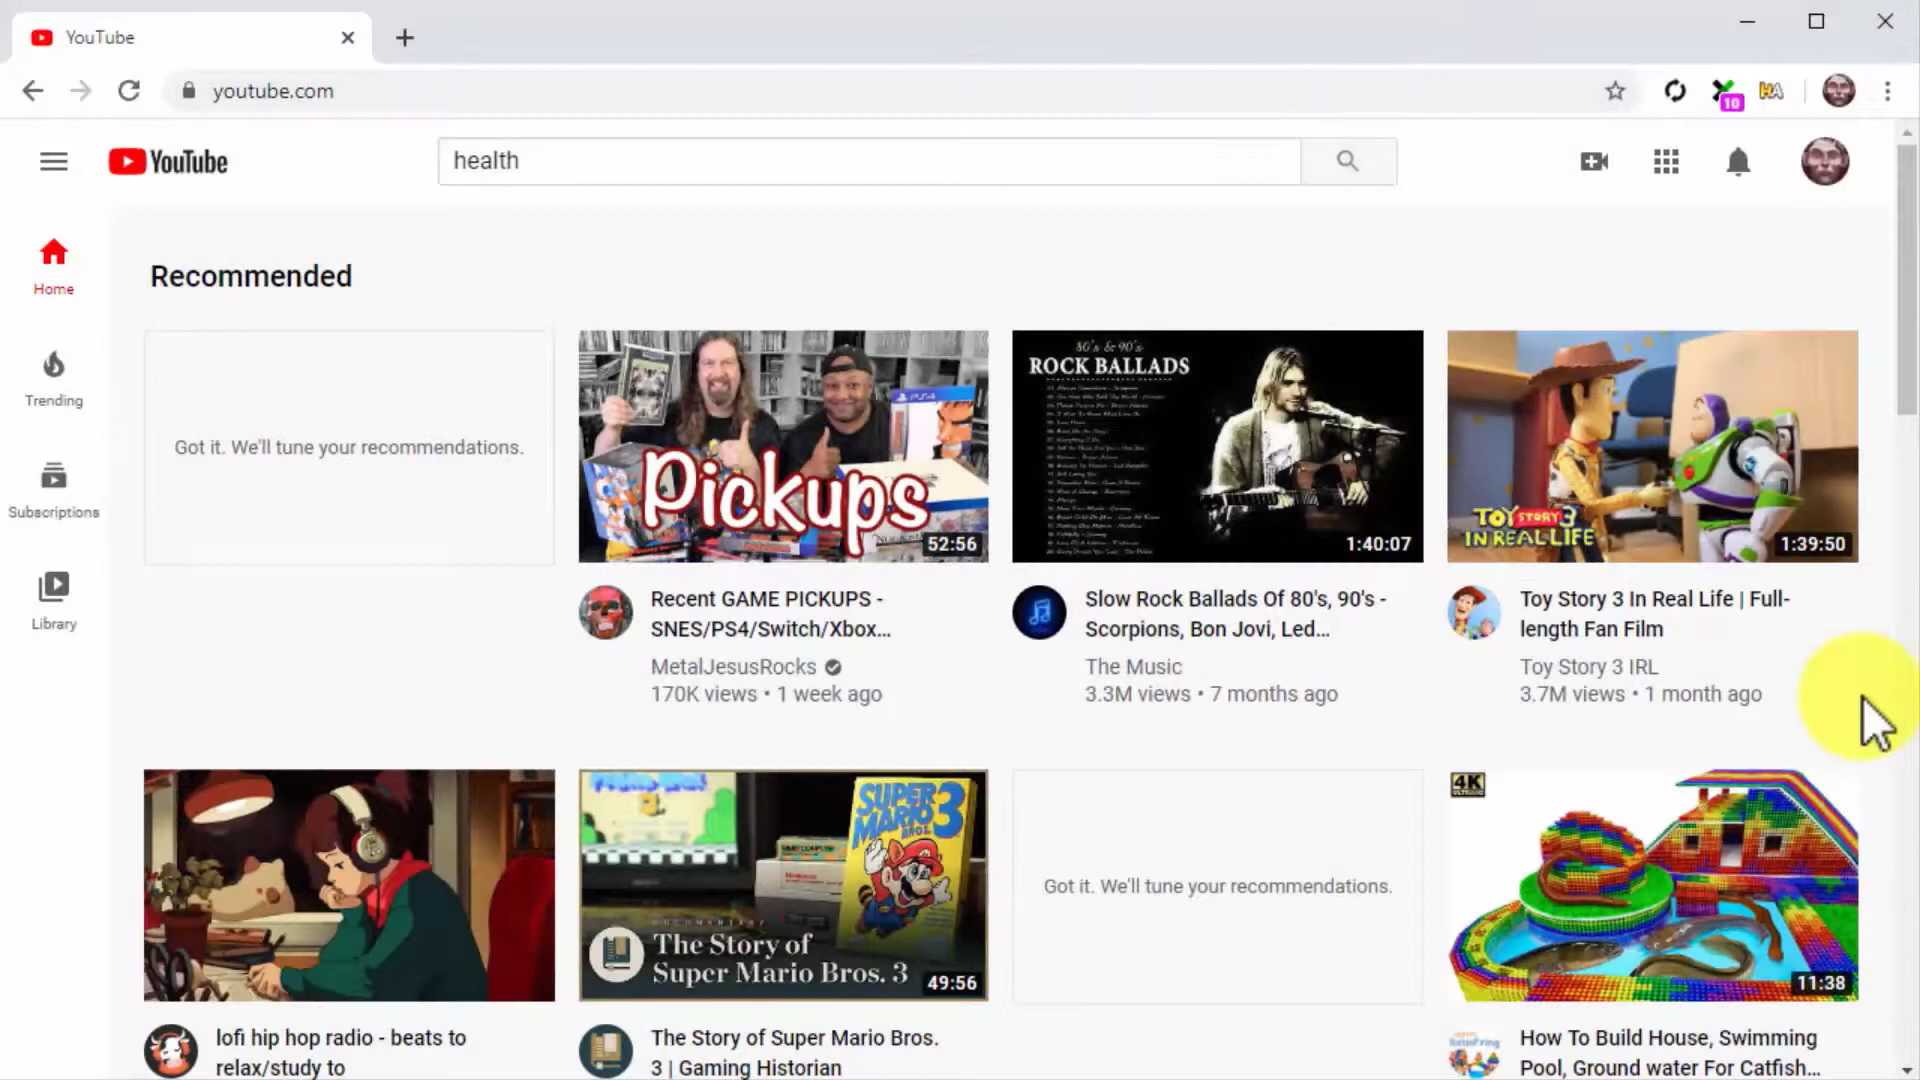 YouTube
youtube.com
10
HA
YouTube
health
Home
Trending
Subscriptions
Library
Recommended
Got it. We'll tune your recommendations.
PS4
Pickups
52:56
80's & 90's
ROCK BALLADS
1:40:07
TOY STORY 3
IN REAL LIFE
1:39:50
Recent GAME PICKUPS -
SNES/PS4/Switch/Xbox...
MetalJesusRocks
170K views • 1 week ago
Slow Rock Ballads Of 80's, 90's -
Scorpions, Bon Jovi, Led...
The Music
3.3M views • 7 months ago
Toy Story 3 In Real Life | Full-
length Fan Film
Toy Story 3 IRL
3.7M views • 1 month ago
SUPER
MARIO
BROS. 3
DOCUMENTARY
The Story of
Super Mario Bros. 3
49:56
Got it. We'll tune your recommendations.
4K
11:38
lofi hip hop radio - beats to
relax/study to
The Story of Super Mario Bros.
3 | Gaming Historian
How To Build House, Swimming
Pool, Ground water For Catfish...